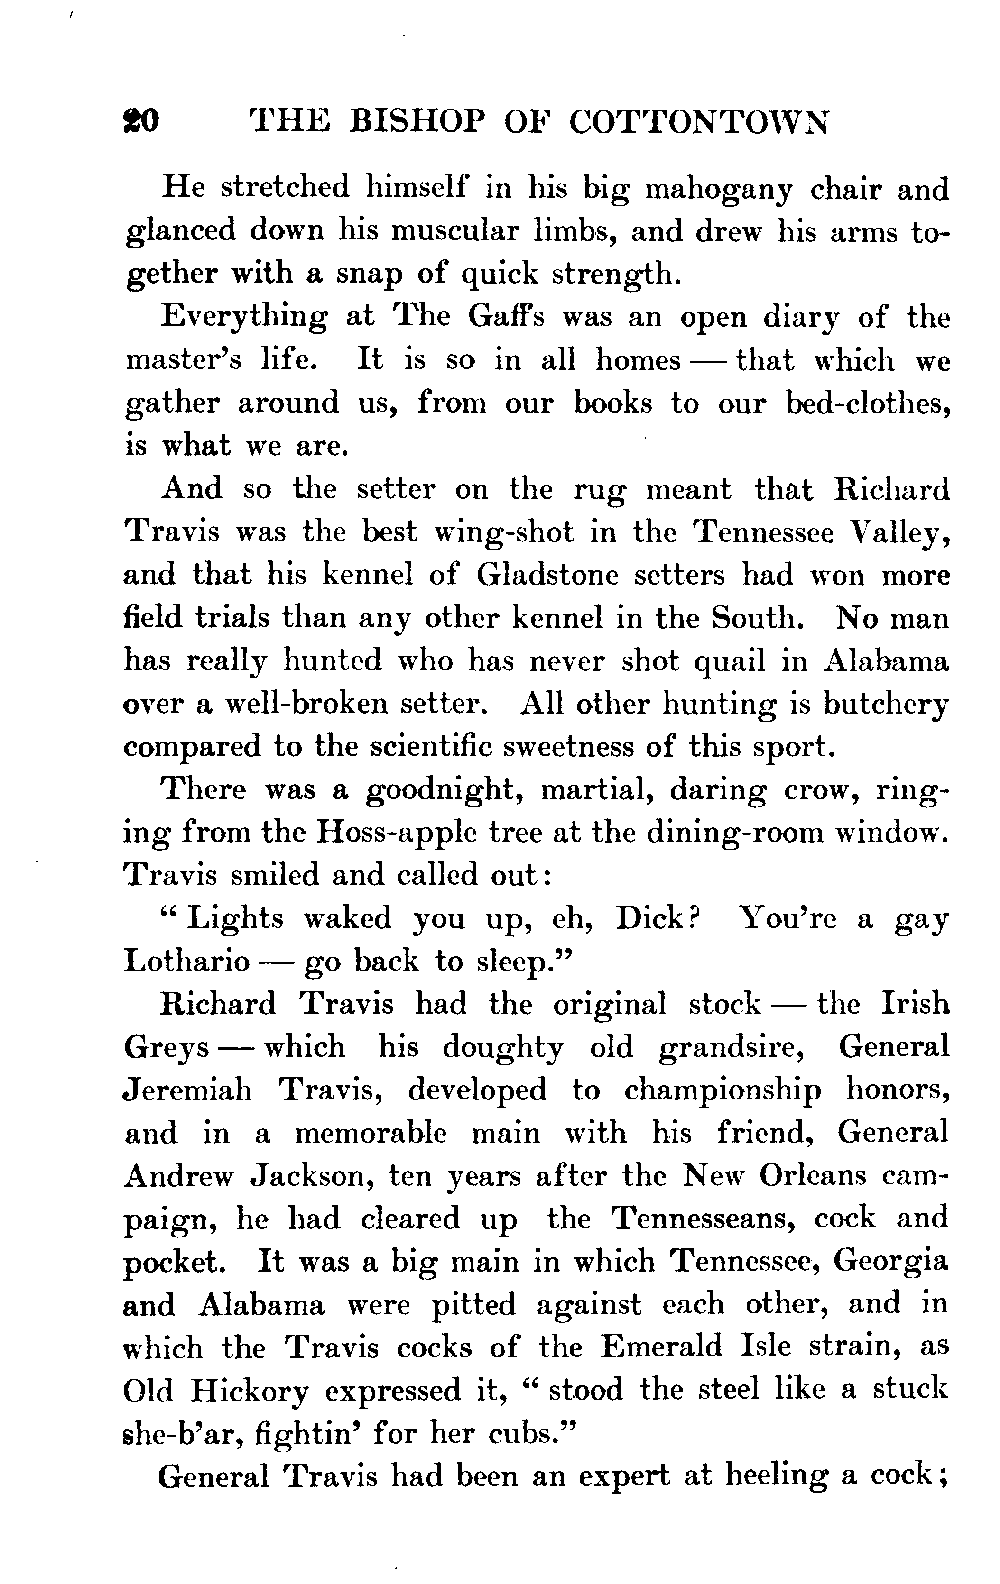 20 THE BISHOP OF COTTONTOWN
He stretched himself in his big mahogany chair and
glanced down his muscular limbs, and drew his arms to-
gether with a snap of quick strength.
Everything at The Gaffs was an open diary of the
master's life. It is so in all homes — that which we
gather around us, from our books to our bed-clothes,
is what we are.
And so the setter on the rug meant that Richard
Travis was the best wing-shot in the Tennessee Valley,
and that his kennel of Gladstone setters had won more
field trials than any other kennel in the South. No man
has really hunted who has never shot quail in Alabama
over a well-broken setter. All other hunting is butchery
compared to the scientific sweetness of this sport.
There was a goodnight, martial, daring crow, ring-
ing from the Hoss-apple tree at the dining-room window.
Travis smiled and called out:
"Lights waked you up, eh, Dick? You're a gay
Lothario — go back to sleep."
Richard Travis had the original stock — the Irish
Greys — which his doughty old grandsire, General
Jeremiah Travis, developed to championship honors,
and in a memorable main with his friend, General
Andrew Jackson, ten years after the New Orleans cam-
paign, he had cleared up the Tennesseans, cock and
pocket. It was a big main in which Tennessee, Georgia
and Alabama were pitted against each other, and in
which the Travis cocks of the Emerald Isle strain, as
Old Hickory expressed it, "stood the steel like a stuck
she-b'ar, fightin' for her cubs."
General Travis had been an expert at heeling a cock;